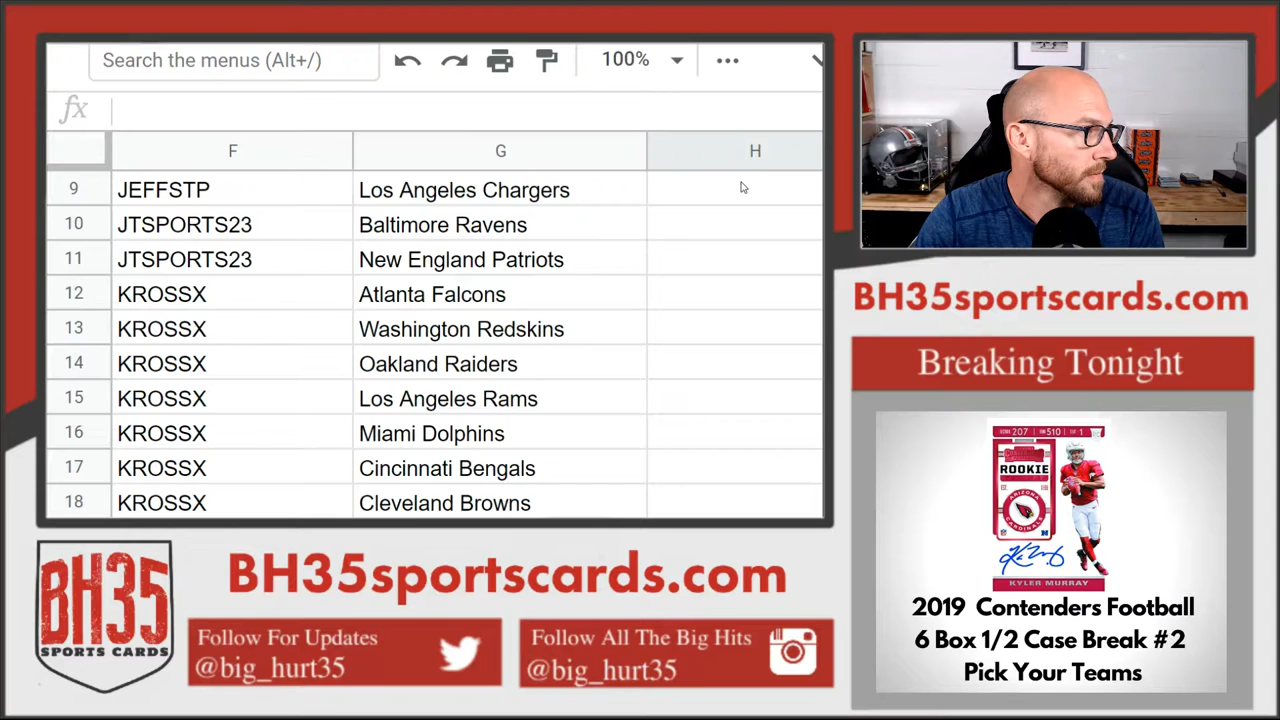 Search the menus (Alt+/)
100%
fx
F G H
9 JEFFSTP Los Angeles Chargers
10 JTSPORTS23 Baltimore Ravens
11 JTSPORTS23 New England Patriots
12 KROSSX Atlanta Falcons
13 KROSSX Washington Redskins
14 KROSSX Oakland Raiders
15 KROSSX Los Angeles Rams
16 KROSSX Miami Dolphins
17 KROSSX Cincinnati Bengals
18 KROSSX Cleveland Browns
BH35sportscards.com
Breaking Tonight
ROOKIE
ARIZONA
CARDINALS
KYLER MURRAY
2019 Contenders Football
6 Box 1/2 Case Break #2
Pick Your Teams
BH35
SPORTS CARDS
BH35sportscards.com
Follow For Updates
@big_hurt35
Follow All The Big Hits
@big_hurt35